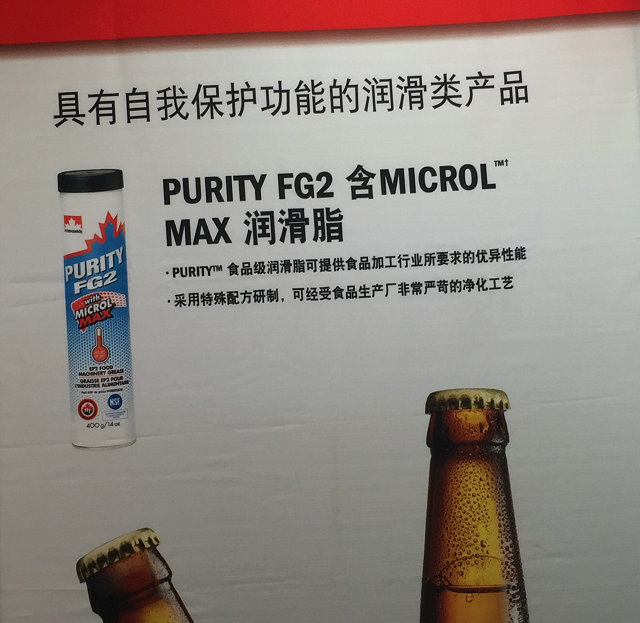 具有自我保护功能的润滑类产品
PURITY FG2 含MICROL™†
MAX 润滑脂
· PURITY™ 食品级润滑脂可提供食品加工行业所要求的优异性能
· 采用特殊配方研制，可经受食品生产厂非常严苛的净化工艺
PURITY
FG2
with
MICROL
MAX
EP2 FOOD
MACHINERY GREASE
GRAISSE EP2 POUR
L'INDUSTRIE ALIMENTAIRE
NSF
400 g/14 oz